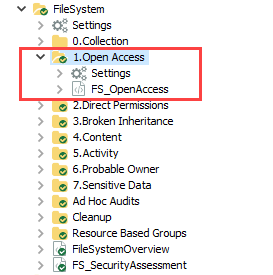 FileSystem
Settings
0.Collection
1.Open Access
Settings
FS_OpenAccess
2.Direct Permissions
3.Broken Inheritance
4.Content
5.Activity
6.Probable Owner
7.Sensitive Data
Ad Hoc Audits
Cleanup
Resource Based Groups
FileSystemOverview
FS_SecurityAssessment